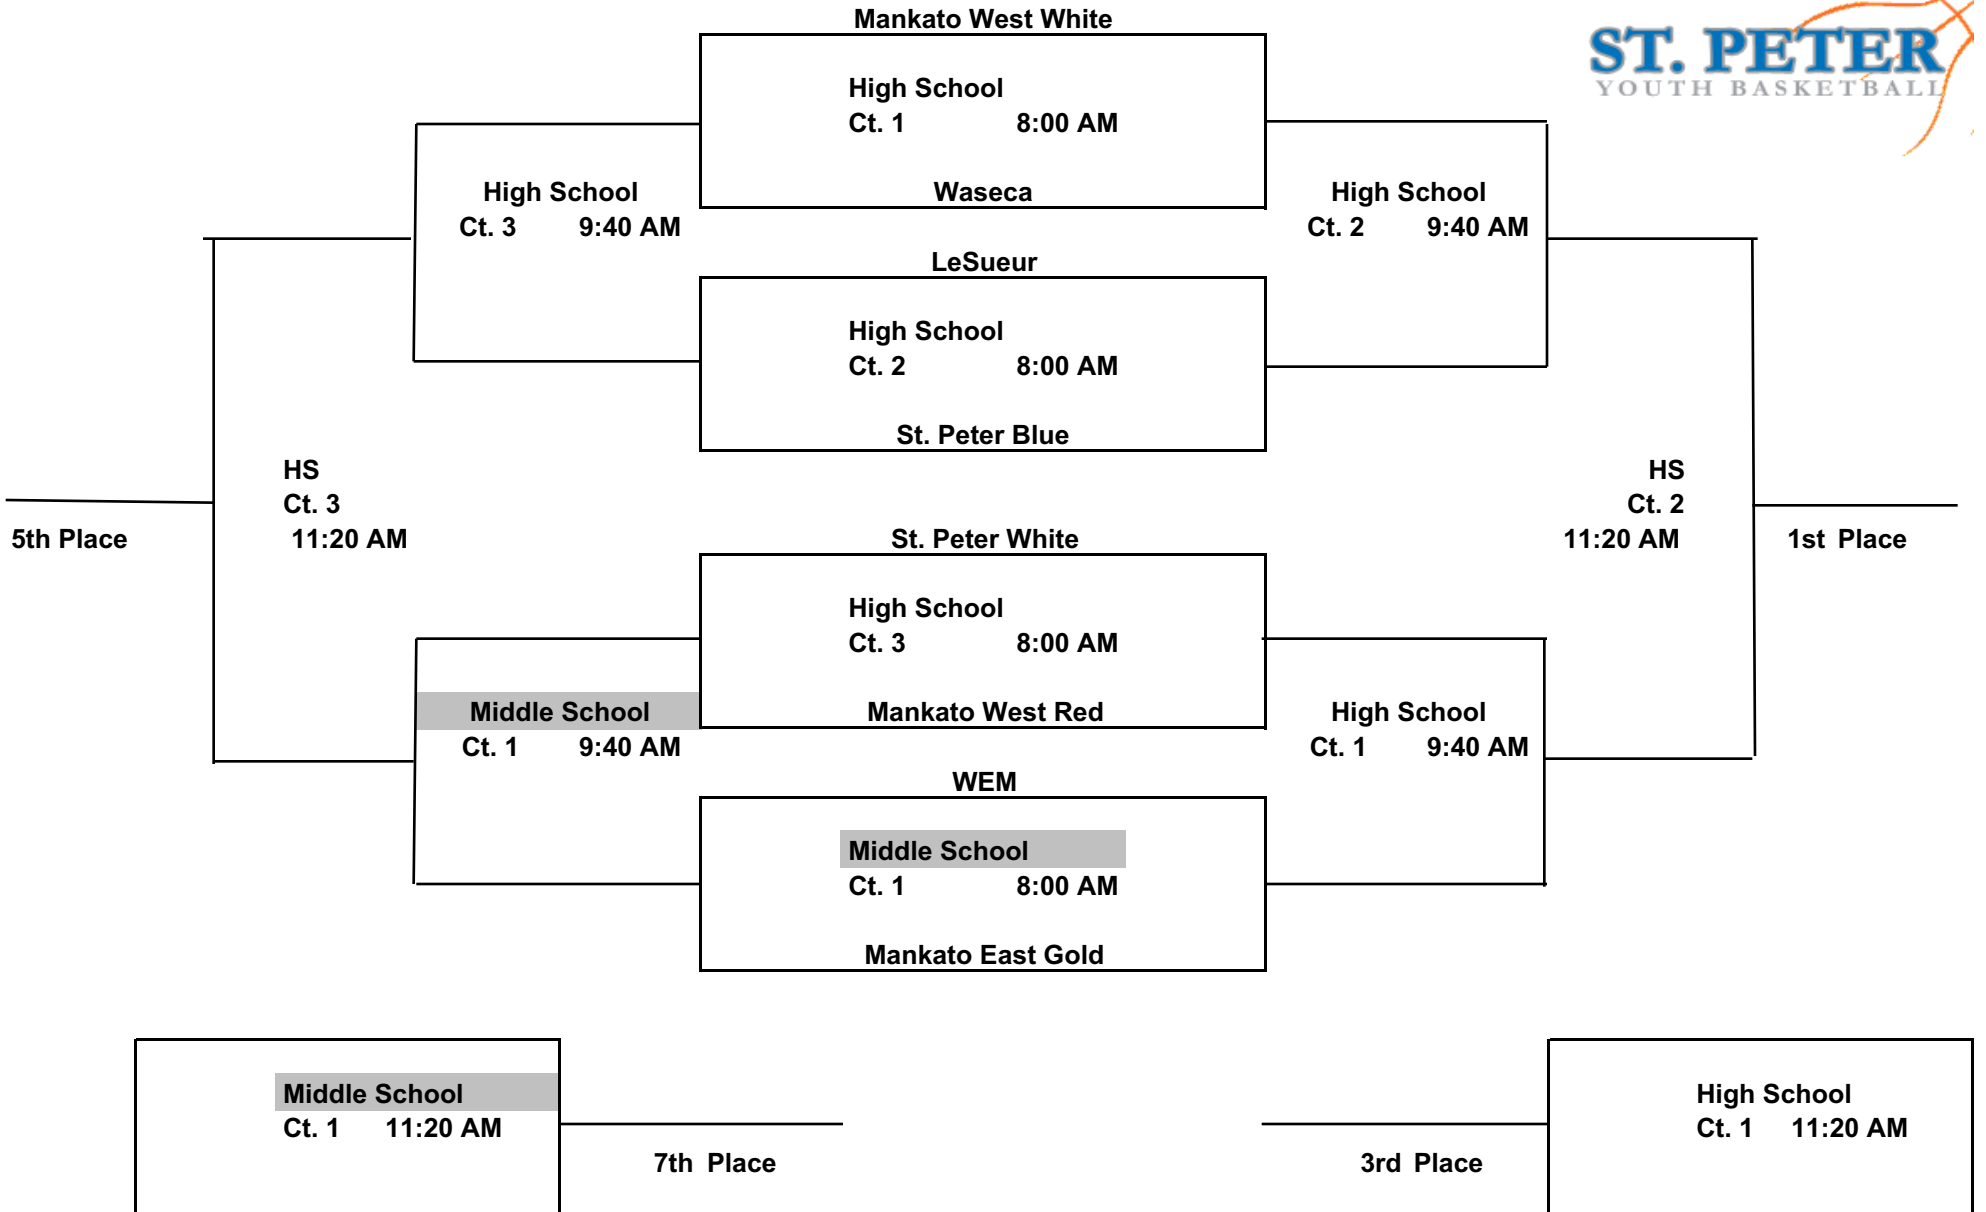 Mankato West White
ST. PETER
YOUTH BASKETBALL
High School
Ct. 1 8:00 AM
High School Waseca High School
Ct. 3 9:40 AM Ct. 2 9:40 AM
LeSueur
High School
Ct. 2 8:00 AM
St. Peter Blue
HS HS
Ct. 3 Ct. 2
5th Place 11:20 AM St. Peter White 11:20 AM 1st Place
High School
Ct. 3 8:00 AM
Middle School Mankato West Red High School
Ct. 1 9:40 AM Ct. 1 9:40 AM
WEM
Middle School
Ct. 1 8:00 AM
Mankato East Gold
Middle School High School
Ct. 1 11:20 AM Ct. 1 11:20 AM
7th Place 3rd Place